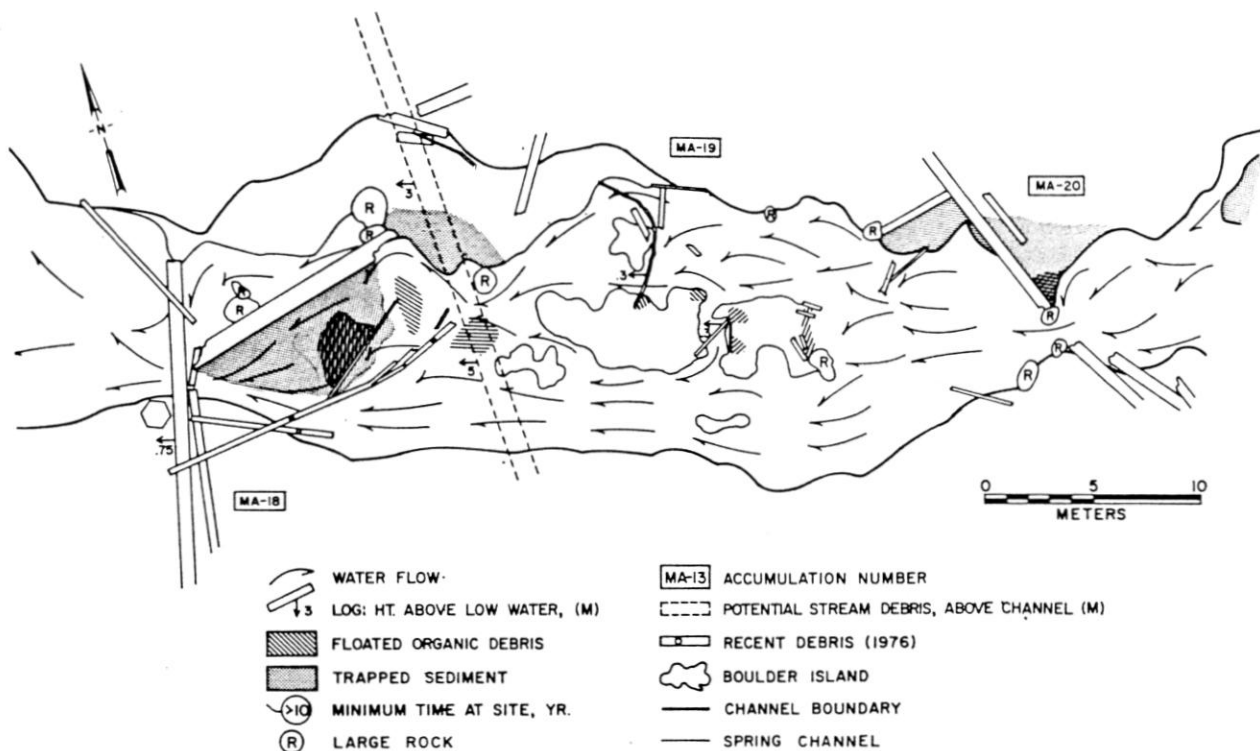 N
MA-19
MA-20
3
R
R
R
R
R
.3
R
R
3
R
R
R
R
5
.75
MA-18
0 5 10
METERS
WATER FLOW
3 LOG: HT. ABOVE LOW WATER, (M)
FLOATED ORGANIC DEBRIS
TRAPPED SEDIMENT
>10 MINIMUM TIME AT SITE, YR.
R LARGE ROCK
MA-13 ACCUMULATION NUMBER
POTENTIAL STREAM DEBRIS, ABOVE CHANNEL (M)
RECENT DEBRIS (1976)
BOULDER ISLAND
CHANNEL BOUNDARY
SPRING CHANNEL